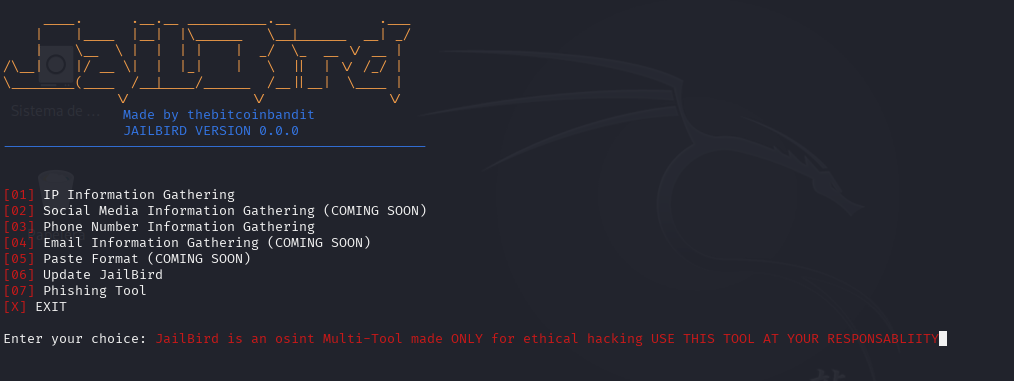 JailBird
Sistema de ...
Made by thebitcoinbandit
JAILBIRD VERSION 0.0.0
[01] IP Information Gathering
[02] Social Media Information Gathering (COMING SOON)
[03] Phone Number Information Gathering
[04] Email Information Gathering (COMING SOON)
[05] Paste Format (COMING SOON)
[06] Update JailBird
[07] Phishing Tool
[X] EXIT
Enter your choice: JailBird is an osint Multi-Tool made ONLY for ethical hacking USE THIS TOOL AT YOUR RESPONSABLIITY